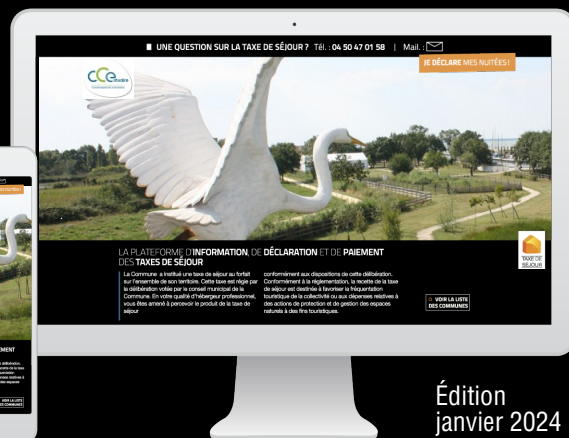 ■ UNE QUESTION SUR LA TAXE DE SÉJOUR ? Tél. : 04 50 47 01 58 | Mail. :
JE DÉCLARE MES NUITÉES !
CCEstuaire
LA PLATEFORME D'INFORMATION, DE DÉCLARATION ET DE PAIEMENT
DES TAXES DE SÉJOUR
La Commune a institué une taxe de séjour au forfait
sur l'ensemble de son territoire. Cette taxe est régie par
la délibération votée par le conseil municipal de la
Commune. En votre qualité d'hébergeur professionnel,
vous êtes amené à percevoir le produit de la taxe de
séjour
conformément aux dispositions de cette délibération.
Conformément à la réglementation, la recette de la taxe
de séjour est destinée à favoriser la fréquentation
touristique de la collectivité ou aux dépenses relatives à
des actions de protection et de gestion des espaces
naturels à des fins touristiques.
TAXE DE
SÉJOUR
VOIR LA LISTE
DES COMMUNES
Édition
janvier 2024